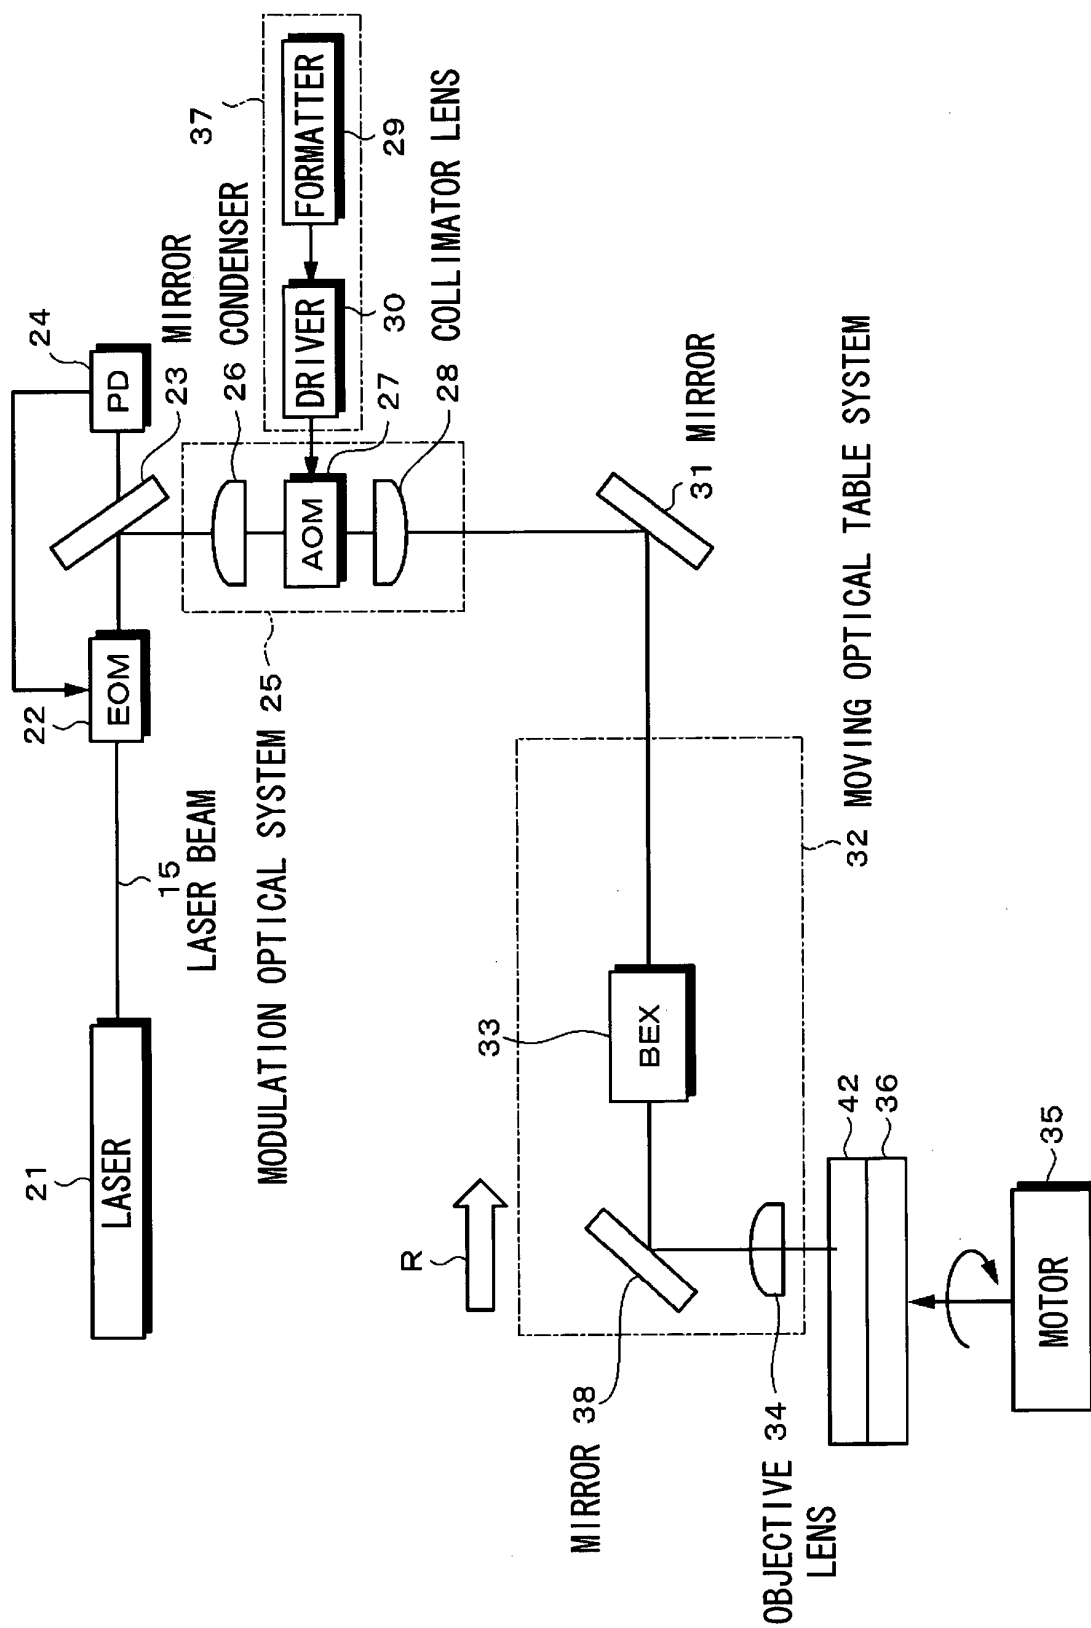 21
LASER
15
LASER BEAM
22
EOM
24
PD
23 MIRROR
MODULATION OPTICAL SYSTEM 25
26 CONDENSER
AOM
27
28 COLLIMATOR LENS
37
DRIVER
30
FORMATTER
29
31 MIRROR
32 MOVING OPTICAL TABLE SYSTEM
R
33
BEX
MIRROR 38
OBJECTIVE 34
LENS
42
36
35
MOTOR